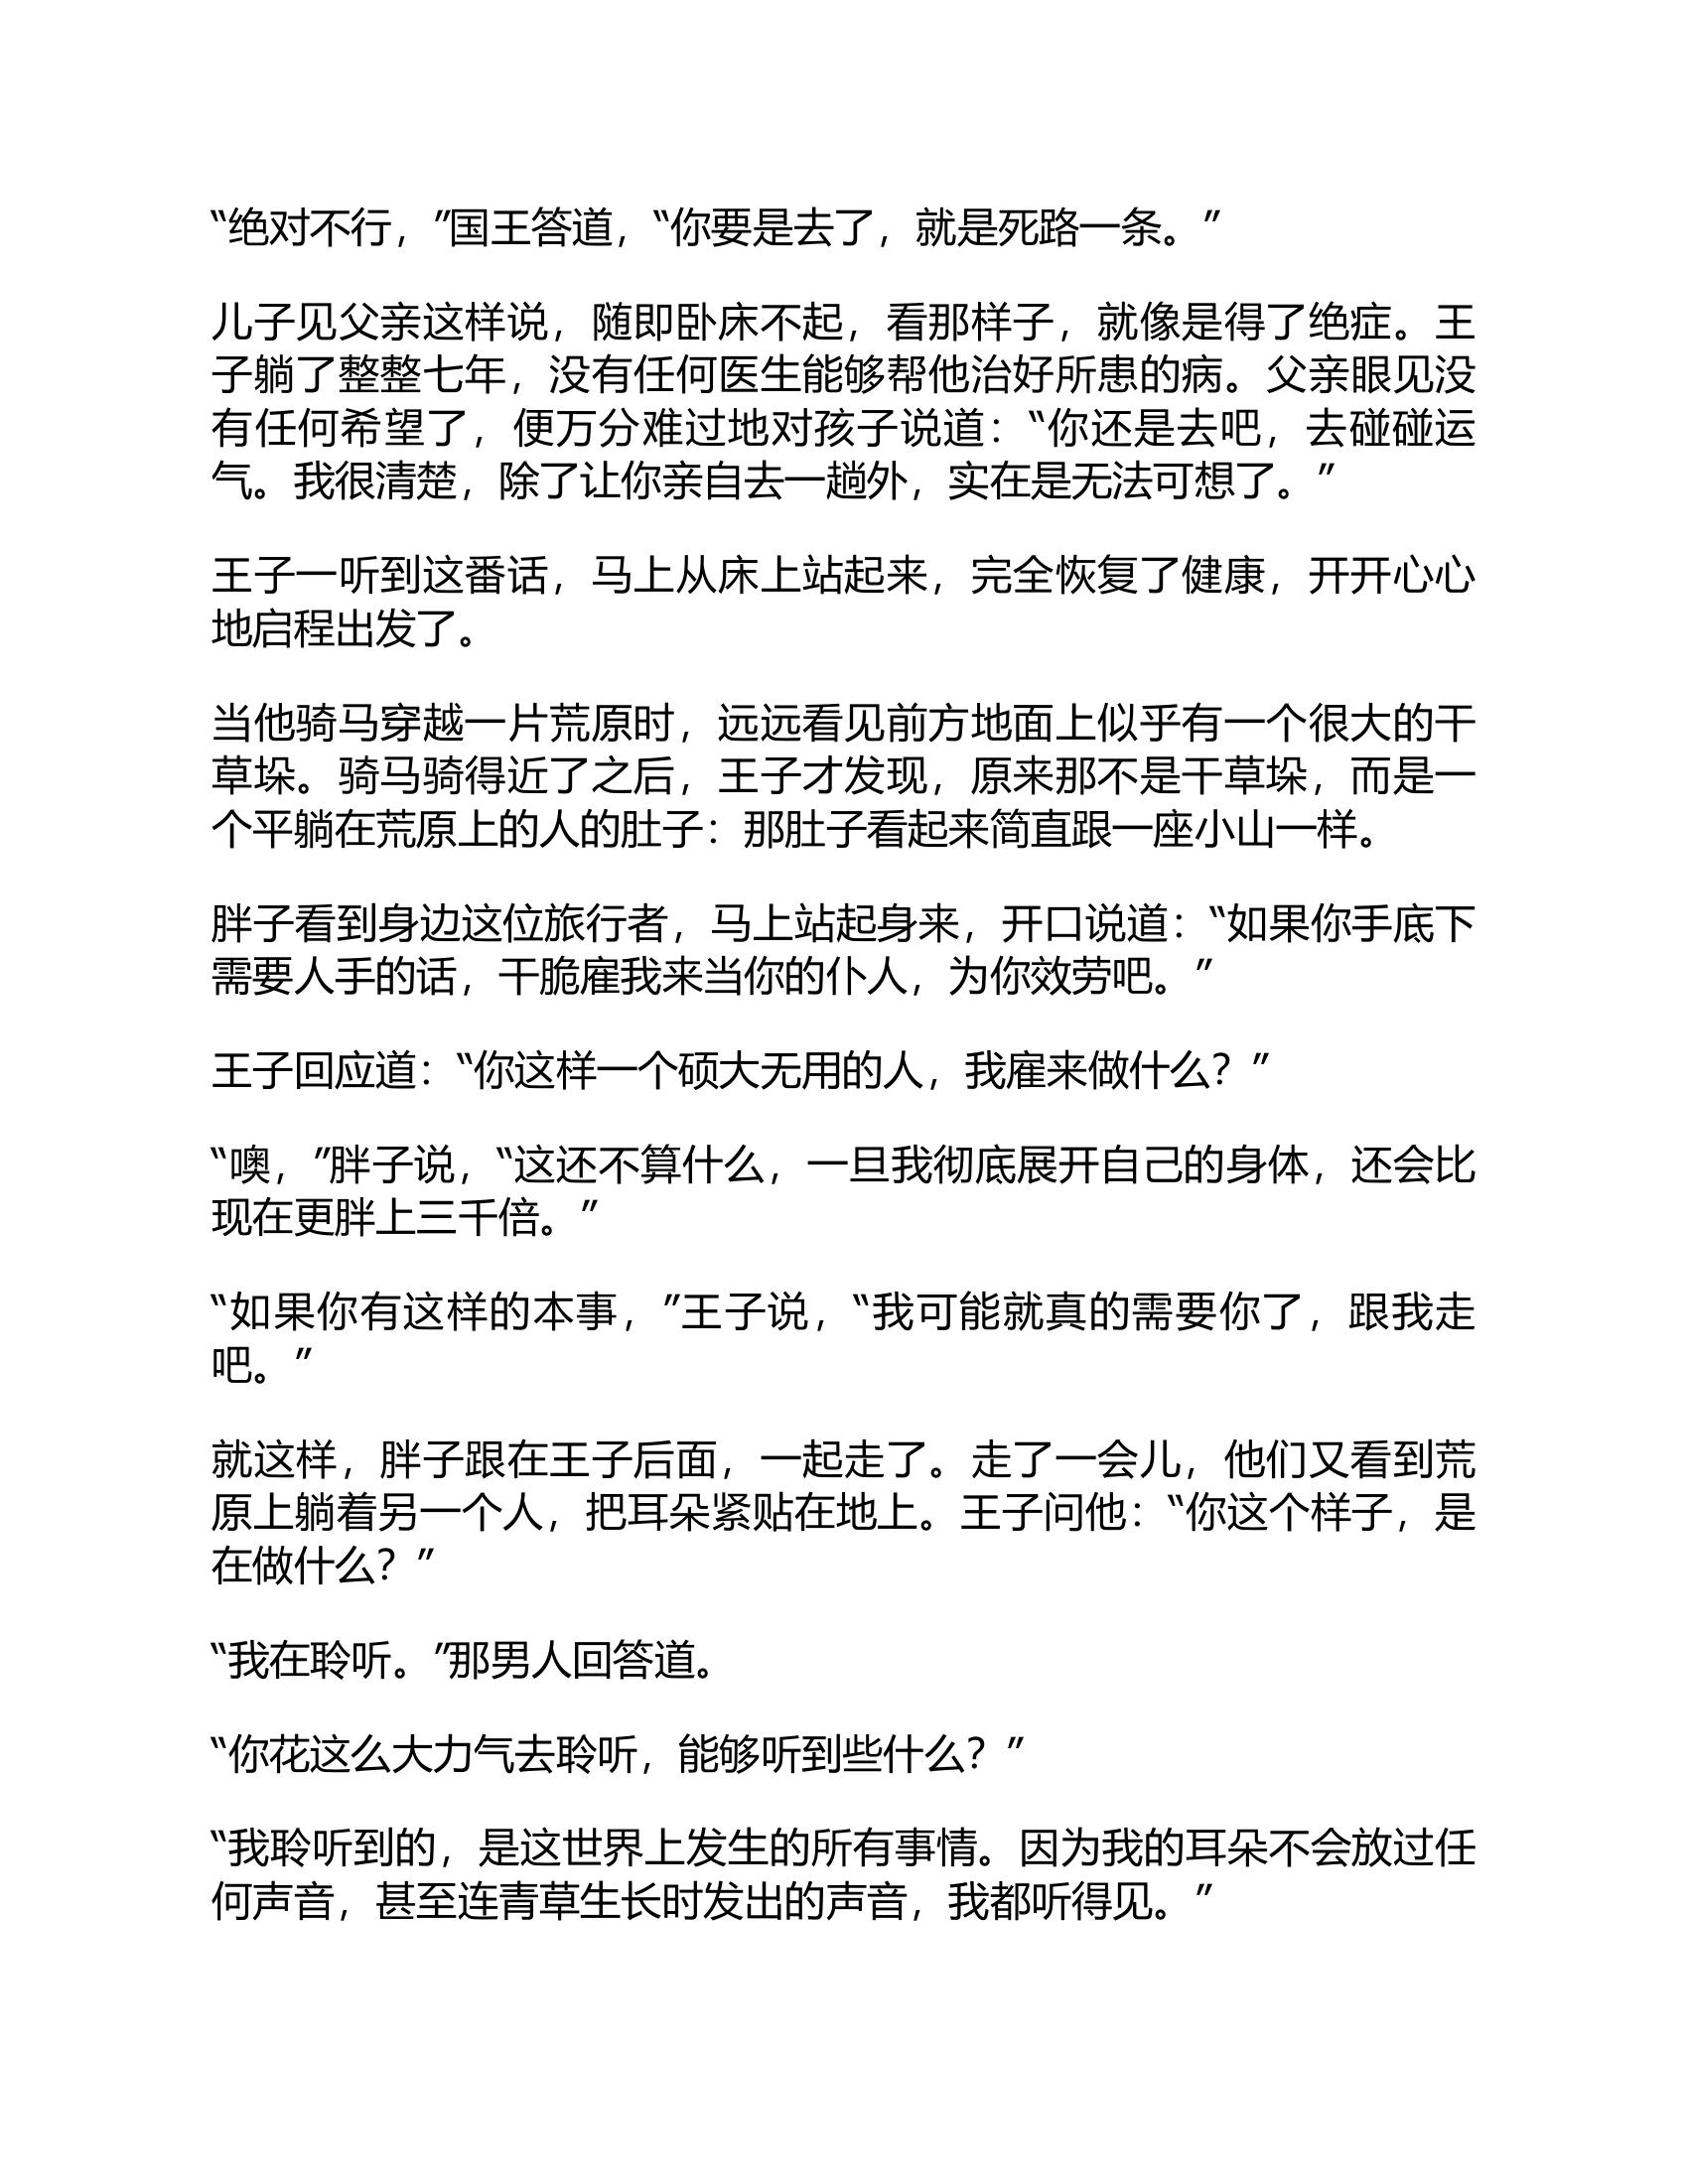 “绝对不行，”国王答道，“你要是去了，就是死路一条。”
儿子见父亲这样说，随即卧床不起，看那样子，就像是得了绝症。王
子躺了整整七年，没有任何医生能够帮他治好所患的病。父亲眼见没
有任何希望了，便万分难过地对孩子说道：“你还是去吧，去碰碰运
气。我很清楚，除了让你亲自去一趟外，实在是无法可想了。”
王子一听到这番话，马上从床上站起来，完全恢复了健康，开开心心
地启程出发了。
当他骑马穿越一片荒原时，远远看见前方地面上似乎有一个很大的干
草垛。骑马骑得近了之后，王子才发现，原来那不是干草垛，而是一
个平躺在荒原上的人的肚子：那肚子看起来简直跟一座小山一样。
胖子看到身边这位旅行者，马上站起身来，开口说道：“如果你手底下
需要人手的话，干脆雇我来当你的仆人，为你效劳吧。”
王子回应道：“你这样一个硕大无用的人，我雇来做什么？”
“噢，”胖子说，“这还不算什么，一旦我彻底展开自己的身体，还会比
现在更胖上三千倍。”
“如果你有这样的本事，”王子说，“我可能就真的需要你了，跟我走
吧。”
就这样，胖子跟在王子后面，一起走了。走了一会儿，他们又看到荒
原上躺着另一个人，把耳朵紧贴在地上。王子问他：“你这个样子，是
在做什么？”
“我在聆听。”那男人回答道。
“你花这么大力气去聆听，能够听到些什么？”
“我聆听到的，是这世界上发生的所有事情。因为我的耳朵不会放过任
何声音，甚至连青草生长时发出的声音，我都听得见。”